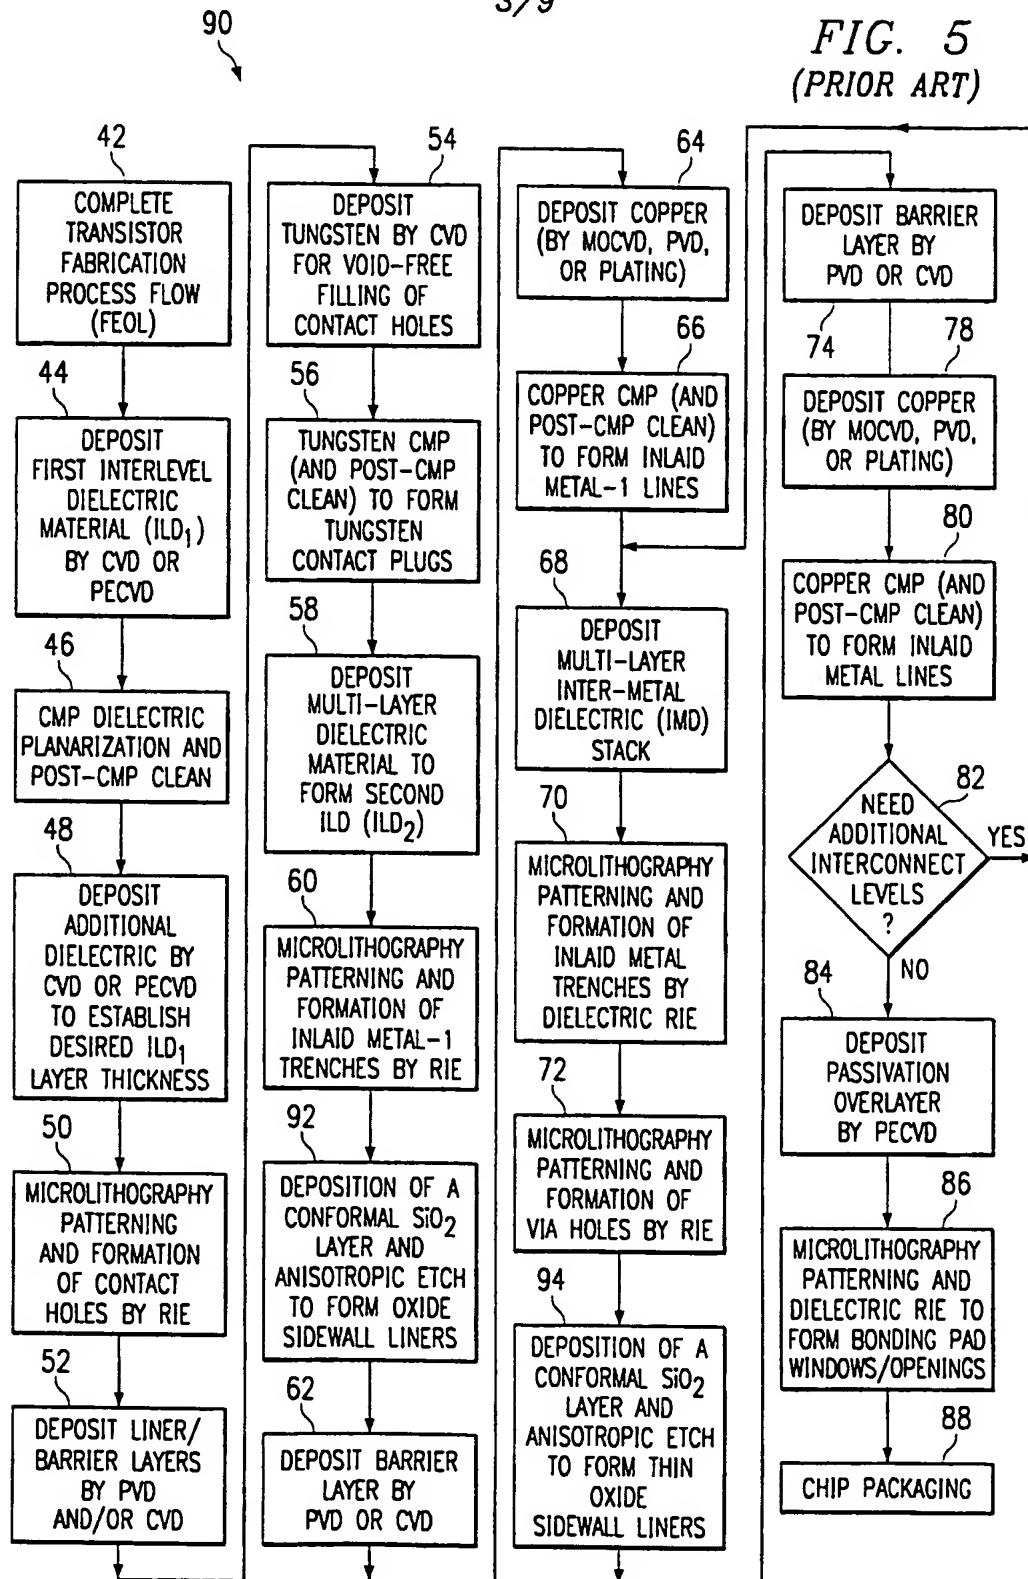 3/9
90
FIG. 5
(PRIOR ART)
42
COMPLETE
TRANSISTOR
FABRICATION
PROCESS FLOW
(FEOL)
44
DEPOSIT
FIRST INTERLEVEL
DIELECTRIC
MATERIAL (ILD1)
BY CVD OR
PECVD
46
CMP DIELECTRIC
PLANARIZATION AND
POST-CMP CLEAN
48
DEPOSIT
ADDITIONAL
DIELECTRIC BY
CVD OR PECVD
TO ESTABLISH
DESIRED ILD1
LAYER THICKNESS
50
MICROLITHOGRAPHY
PATTERNING
AND FORMATION
OF CONTACT
HOLES BY RIE
52
DEPOSIT LINER/
BARRIER LAYERS
BY PVD
AND/OR CVD
54
DEPOSIT
TUNGSTEN BY CVD
FOR VOID-FREE
FILLING OF
CONTACT HOLES
56
TUNGSTEN CMP
(AND POST-CMP
CLEAN) TO FORM
TUNGSTEN
CONTACT PLUGS
58
DEPOSIT
MULTI-LAYER
DIELECTRIC
MATERIAL TO
FORM SECOND
ILD (ILD2)
60
MICROLITHOGRAPHY
PATTERNING AND
FORMATION OF
INLAID METAL-1
TRENCHES BY RIE
92
DEPOSITION OF A
CONFORMAL SiO2
LAYER AND
ANISOTROPIC ETCH
TO FORM OXIDE
SIDEWALL LINERS
62
DEPOSIT BARRIER
LAYER BY
PVD OR CVD
64
DEPOSIT COPPER
(BY MOCVD, PVD,
OR PLATING)
66
COPPER CMP (AND
POST-CMP CLEAN)
TO FORM INLAID
METAL-1 LINES
68
DEPOSIT
MULTI-LAYER
INTER-METAL
DIELECTRIC (IMD)
STACK
70
MICROLITHOGRAPHY
PATTERNING AND
FORMATION OF
INLAID METAL
TRENCHES BY
DIELECTRIC RIE
72
MICROLITHOGRAPHY
PATTERNING AND
FORMATION OF
VIA HOLES BY RIE
94
DEPOSITION OF A
CONFORMAL SiO2
LAYER AND
ANISOTROPIC ETCH
TO FORM THIN
OXIDE
SIDEWALL LINERS
DEPOSIT BARRIER
LAYER BY
PVD OR CVD
74
78
DEPOSIT COPPER
(BY MOCVD, PVD,
OR PLATING)
80
COPPER CMP (AND
POST-CMP CLEAN)
TO FORM INLAID
METAL LINES
82
NEED
ADDITIONAL
INTERCONNECT
LEVELS
?
YES
NO
84
DEPOSIT
PASSIVATION
OVERLAYER
BY PECVD
86
MICROLITHOGRAPHY
PATTERNING AND
DIELECTRIC RIE TO
FORM BONDING PAD
WINDOWS/OPENINGS
88
CHIP PACKAGING